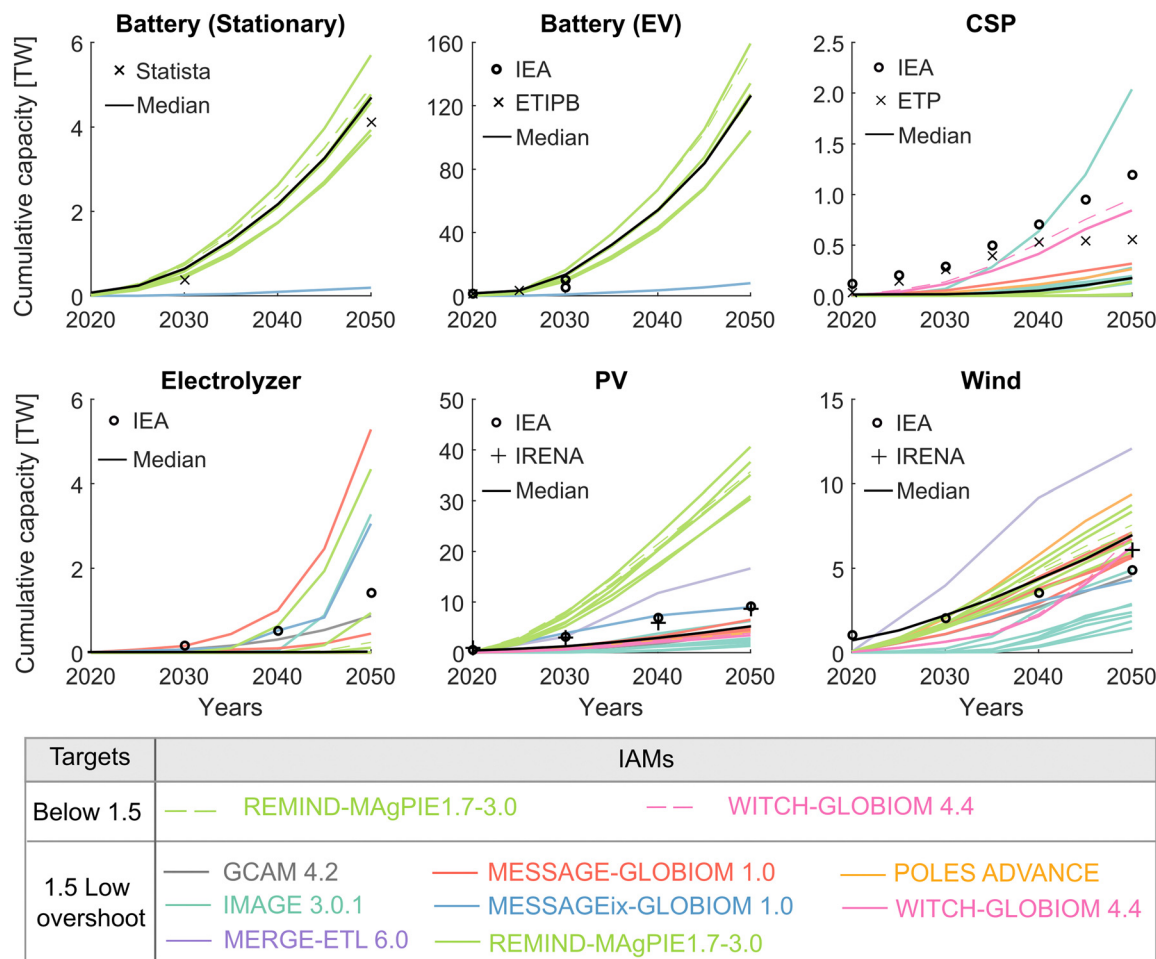 Battery (Stationary)
Cumulative capacity [TW]
6
4
2
0
Statista
Median
2020
2030
2040
2050
Battery (EV)
160
120
80
40
0
IEA
ETIPB
Median
2020
2030
2040
2050
CSP
2.5
2.0
1.5
1.0
0.5
0.0
IEA
ETP
Median
2020
2030
2040
2050
Electrolyzer
Cumulative capacity [TW]
6
4
2
0
IEA
Median
2020
2030
2040
2050
Years
PV
50
40
30
20
10
0
IEA
IRENA
Median
2020
2030
2040
2050
Years
Wind
15
10
5
0
IEA
IRENA
Median
2020
2030
2040
2050
Years
Targets
IAMs
Below 1.5
REMIND-MAgPIE1.7-3.0
WITCH-GLOBIOM 4.4
1.5 Low
overshoot
GCAM 4.2
MESSAGE-GLOBIOM 1.0
POLES ADVANCE
IMAGE 3.0.1
MESSAGEix-GLOBIOM 1.0
WITCH-GLOBIOM 4.4
MERGE-ETL 6.0
REMIND-MAgPIE1.7-3.0